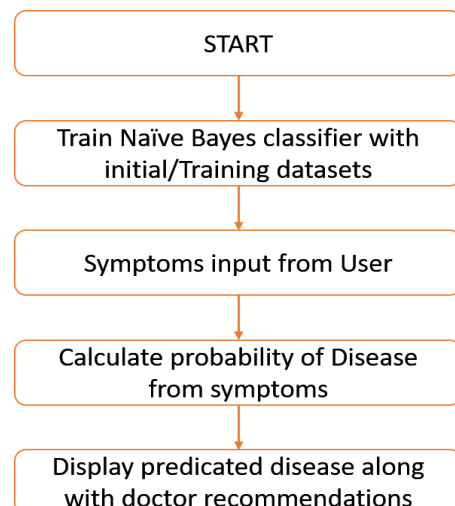 START
Train Naïve Bayes classifier with
initial/Training datasets
Symptoms input from User
Calculate probability of Disease
from symptoms
Display predicated disease along
with doctor recommendations